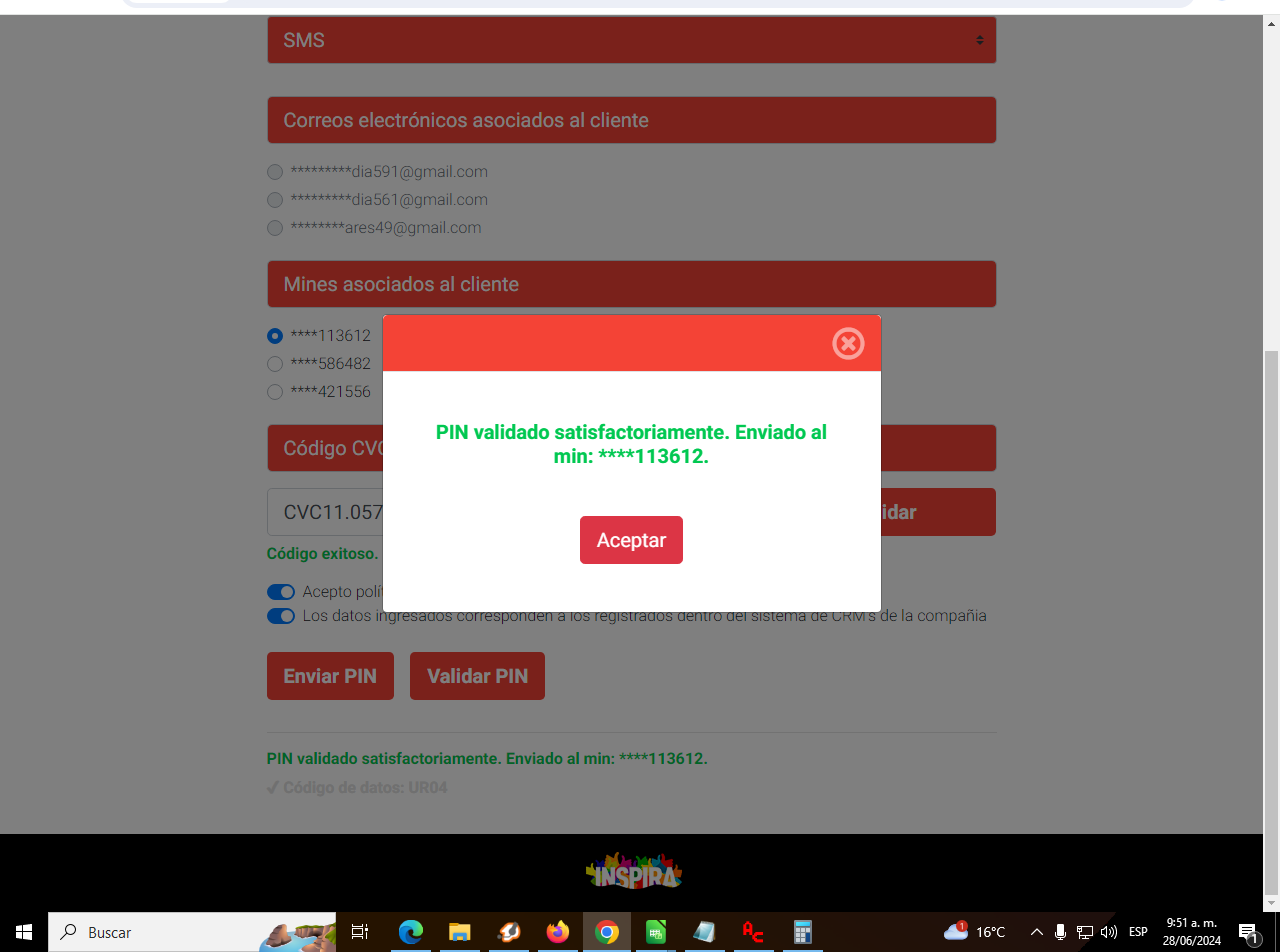 SMS
Correos electrónicos asociados al cliente
*********dia591@gmail.com
*********dia561@gmail.com
********ares49@gmail.com
Mines asociados al cliente
****113612
****586482
****421556
PIN validado satisfactoriamente. Enviado al
min: ****113612.
Aceptar
Código CVC
CVC11.057
idar
Código exitoso.
Acepto polí
Los datos ingresados corresponden a los registrados dentro del sistema de CRM's de la compañia
Enviar PIN
Validar PIN
PIN validado satisfactoriamente. Enviado al min: ****113612.
✓ Código de datos: UR04
INSPIRA
Buscar
1
16°C
ESP
9:51 a. m.
28/06/2024
1